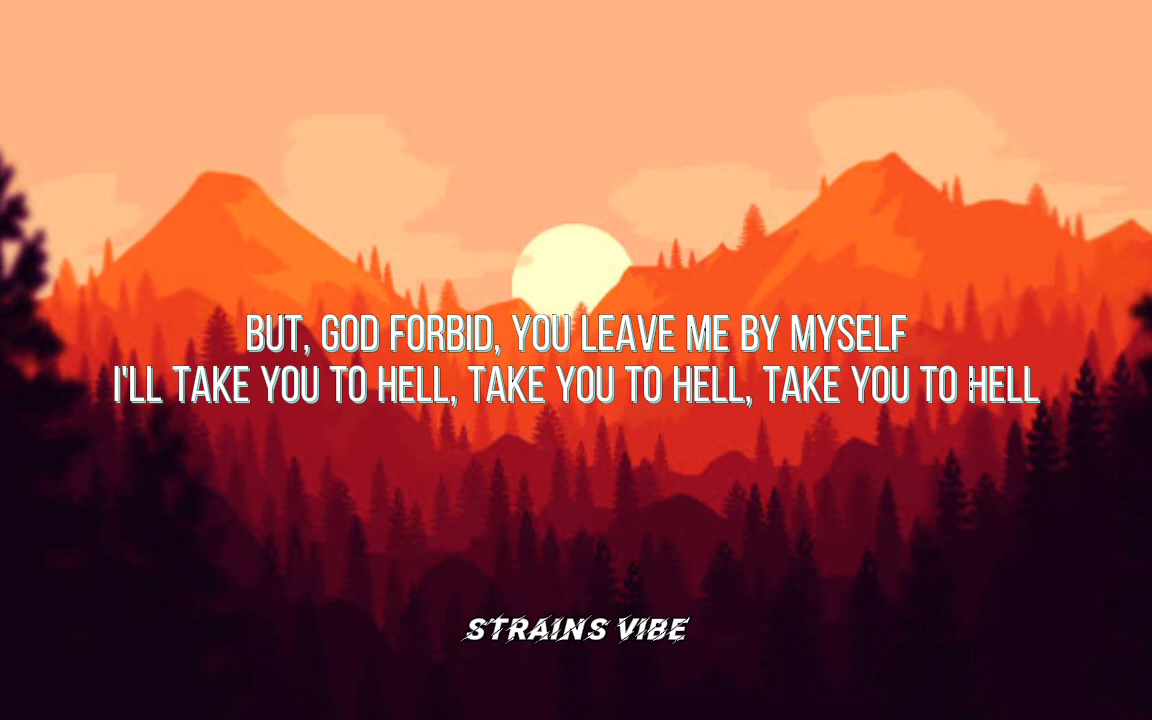 BUT, GOD FORBID, YOU LEAVE ME BY MYSELF
I'LL TAKE YOU TO HELL, TAKE YOU TO HELL, TAKE YOU TO HELL
STRAINS VIBE